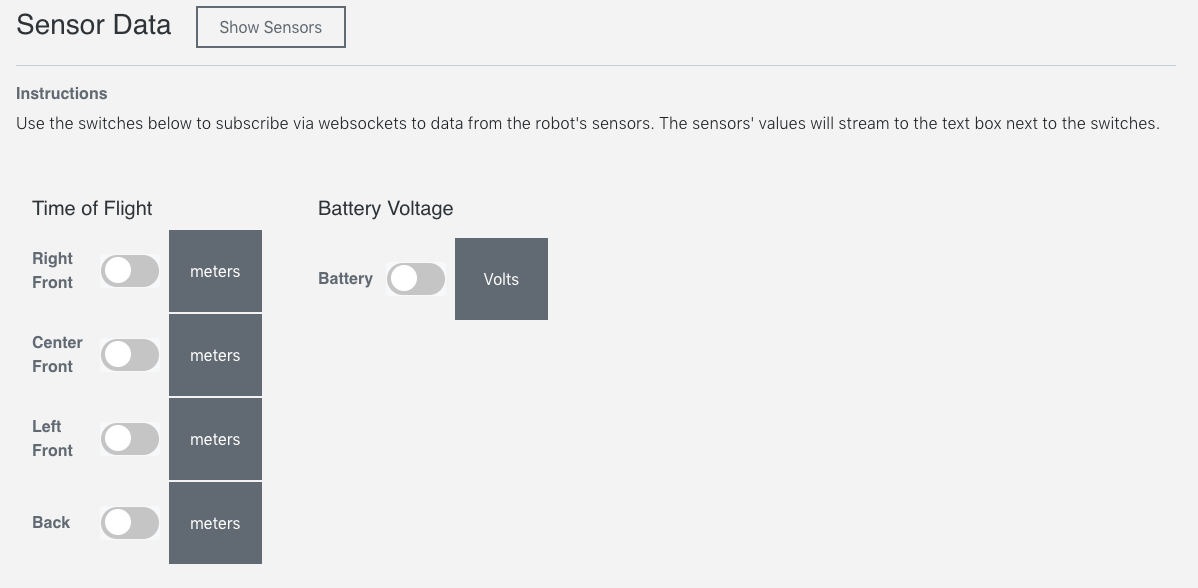 Sensor Data
Show Sensors
Instructions
Use the switches below to subscribe via websockets to data from the robot's sensors. The sensors' values will stream to the text box next to the switches.
Time of Flight
Right
Front
meters
Center
Front
meters
Left
Front
meters
Back
meters
Battery Voltage
Battery
Volts